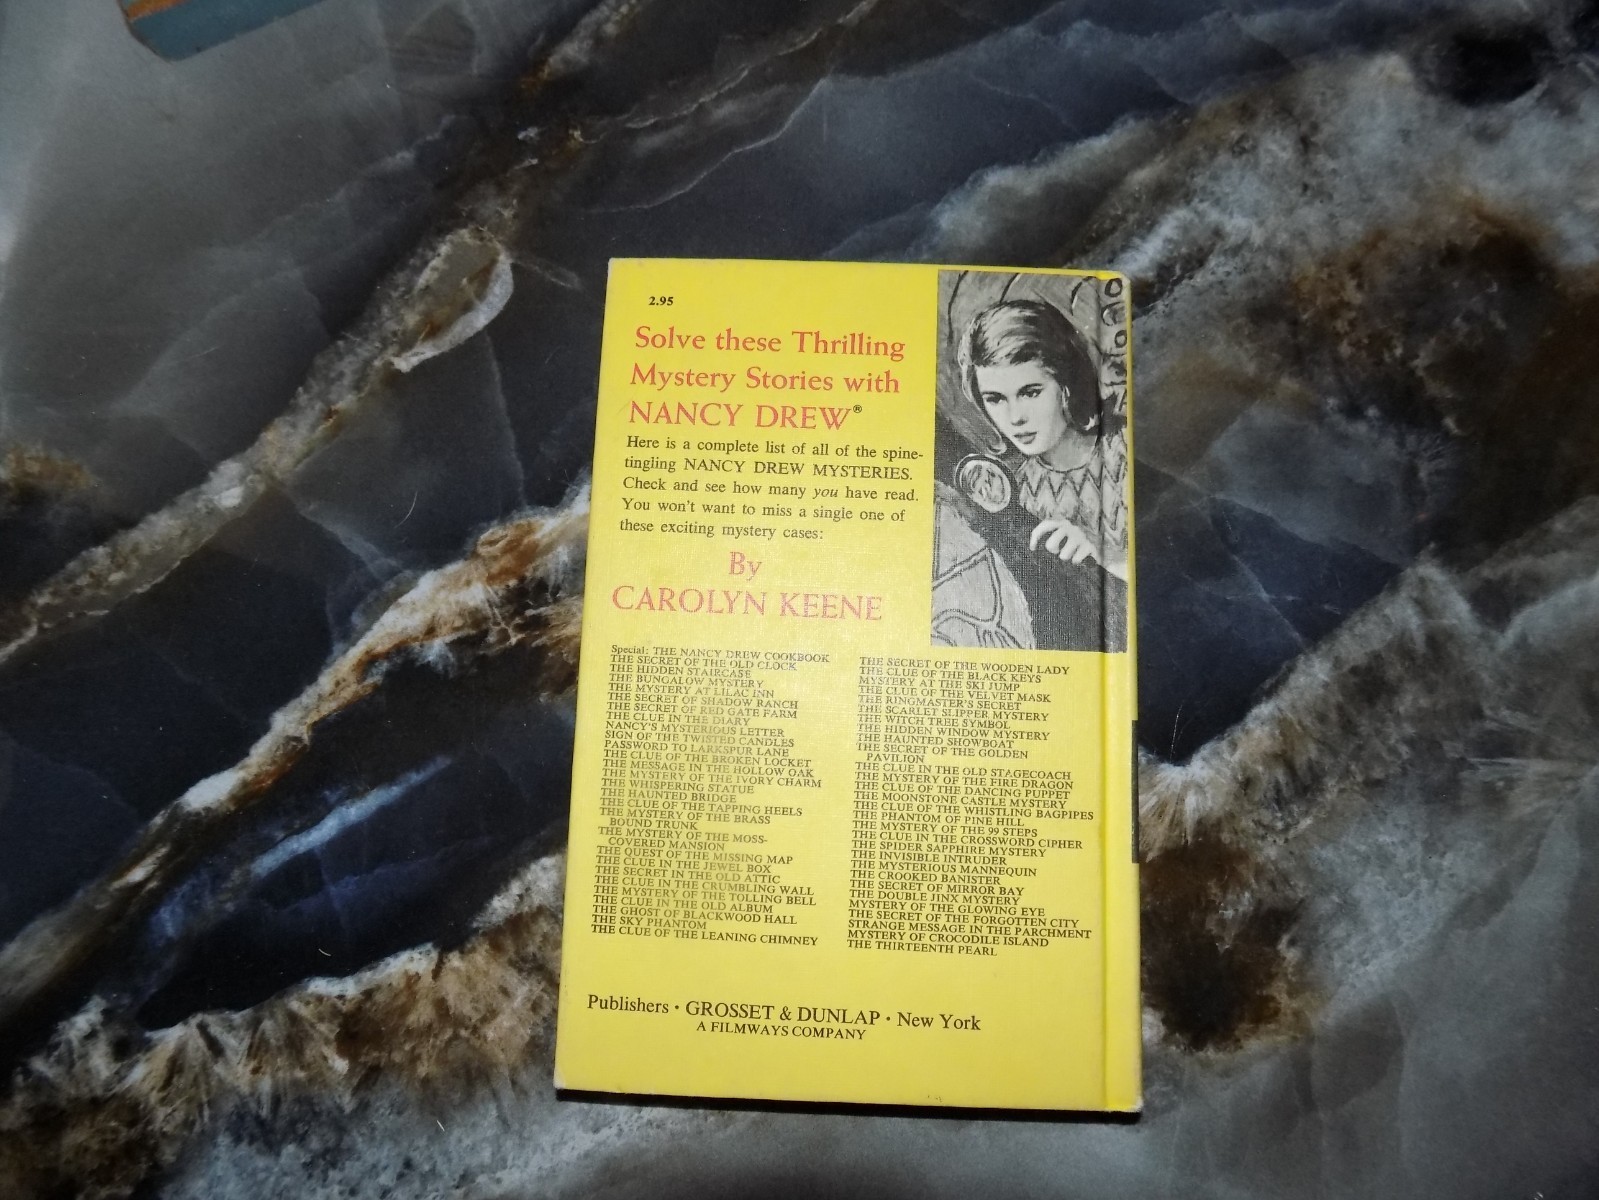 2.95
Solve these Thrilling
Mystery Stories with
NANCY DREW®
Here is a complete list of all of the spine-
tingling NANCY DREW MYSTERIES.
Check and see how many you have read.
You won't want to miss a single one of
these exciting mystery cases:
By
CAROLYN KEENE
Special: THE NANCY DREW COOKBOOK
THE SECRET OF THE OLD CLOCK
THE HIDDEN STAIRCASE
THE BUNGALOW MYSTERY
THE MYSTERY AT LILAC INN
THE SECRET OF SHADOW RANCH
THE SECRET OF RED GATE FARM
THE CLUE IN THE DIARY
NANCY'S MYSTERIOUS LETTER
SIGN OF THE TWISTED CANDLES
PASSWORD TO LARKSPUR LANE
THE CLUE OF THE BROKEN LOCKET
THE MESSAGE IN THE HOLLOW OAK
THE MYSTERY OF THE IVORY CHARM
THE WHISPERING STATUE
THE HAUNTED BRIDGE
THE CLUE OF THE TAPPING HEELS
THE MYSTERY OF THE BRASS
BOUND TRUNK
THE MYSTERY OF THE MOSS-
COVERED MANSION
THE QUEST OF THE MISSING MAP
THE CLUE IN THE JEWEL BOX
THE SECRET IN THE OLD ATTIC
THE CLUE IN THE CRUMBLING WALL
THE MYSTERY OF THE TOLLING BELL
THE CLUE IN THE OLD ALBUM
THE GHOST OF BLACKWOOD HALL
THE SKY PHANTOM
THE CLUE OF THE LEANING CHIMNEY
THE SECRET OF THE WOODEN LADY
THE CLUE OF THE BLACK KEYS
MYSTERY AT THE SKI JUMP
THE CLUE OF THE VELVET MASK
THE RINGMASTER'S SECRET
THE SCARLET SLIPPER MYSTERY
THE WITCH TREE SYMBOL
THE HIDDEN WINDOW MYSTERY
THE HAUNTED SHOWBOAT
THE SECRET OF THE GOLDEN
PAVILION
THE CLUE IN THE OLD STAGECOACH
THE MYSTERY OF THE FIRE DRAGON
THE CLUE OF THE DANCING PUPPET
THE MOONSTONE CASTLE MYSTERY
THE CLUE OF THE WHISTLING BAGPIPES
THE PHANTOM OF PINE HILL
THE MYSTERY OF THE 99 STEPS
THE CLUE IN THE CROSSWORD CIPHER
THE SPIDER SAPPHIRE MYSTERY
THE INVISIBLE INTRUDER
THE MYSTERIOUS MANNEQUIN
THE CROOKED BANISTER
THE SECRET OF MIRROR BAY
THE DOUBLE JINX MYSTERY
MYSTERY OF THE GLOWING EYE
THE SECRET OF THE FORGOTTEN CITY
STRANGE MESSAGE IN THE PARCHMENT
MYSTERY OF CROCODILE ISLAND
THE THIRTEENTH PEARL
Publishers • GROSSET & DUNLAP • New York
A FILMWAYS COMPANY